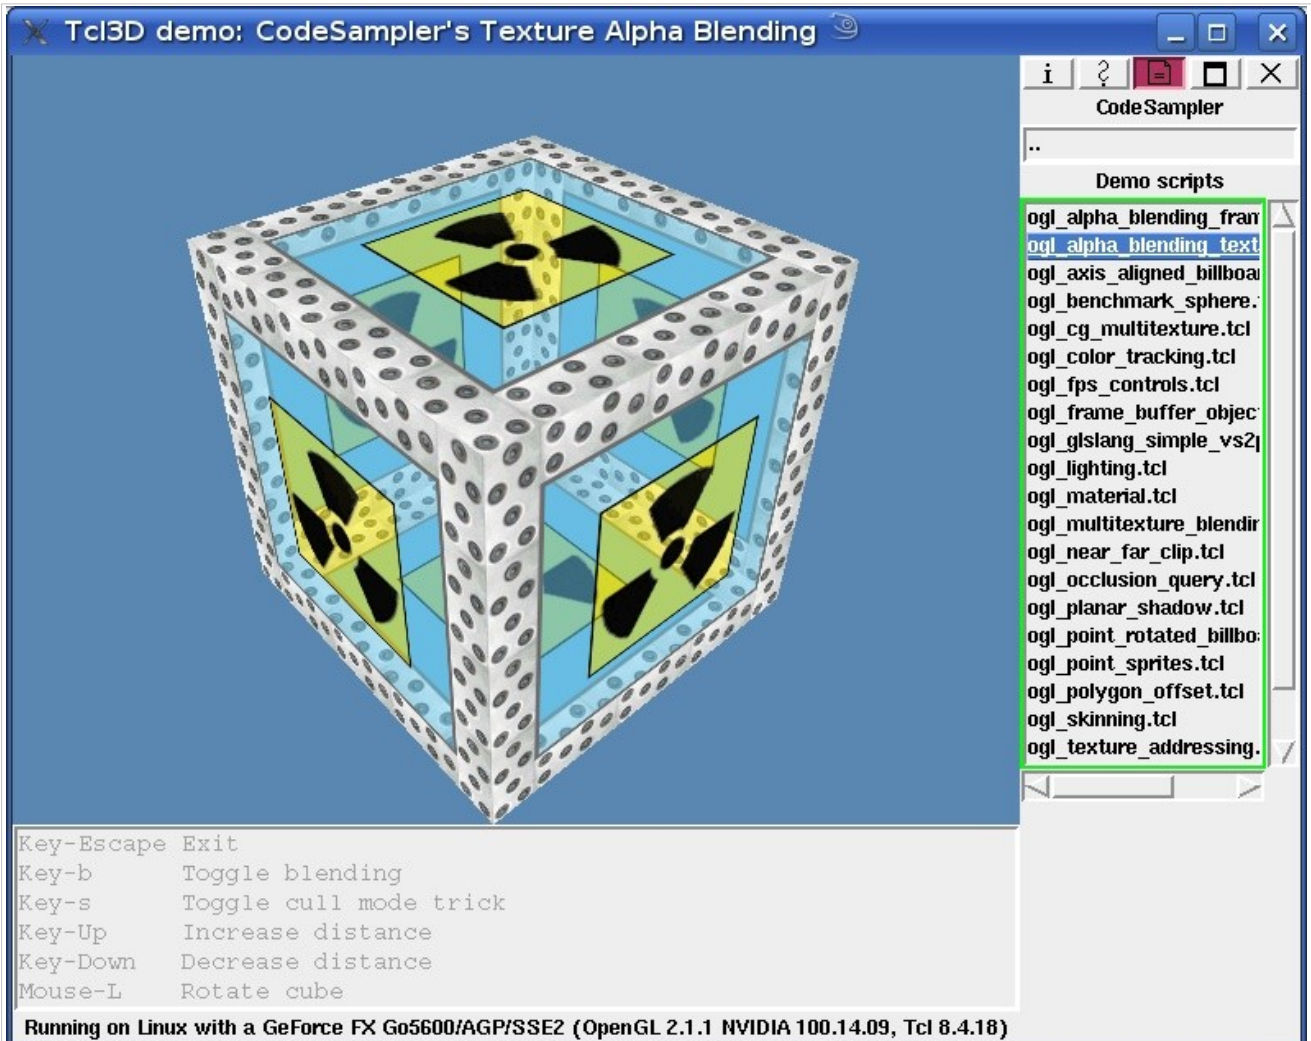 Tcl3D demo: CodeSampler's Texture Alpha Blending
i ?
CodeSampler
..
Demo scripts
ogl_alpha_blending_fram
ogl_alpha_blending_text
ogl_axis_aligned_billboar
ogl_benchmark_sphere.
ogl_cg_multitexture.tcl
ogl_color_tracking.tcl
ogl_fps_controls.tcl
ogl_frame_buffer_objec
ogl_glslang_simple_vs2p
ogl_lighting.tcl
ogl_material.tcl
ogl_multitexture_blendin
ogl_near_far_clip.tcl
ogl_occlusion_query.tcl
ogl_planar_shadow.tcl
ogl_point_rotated_billbo
ogl_point_sprites.tcl
ogl_polygon_offset.tcl
ogl_skinning.tcl
ogl_texture_addressing.
Key-Escape Exit
Key-b Toggle blending
Key-s Toggle cull mode trick
Key-Up Increase distance
Key-Down Decrease distance
Mouse-L Rotate cube
Running on Linux with a GeForce FX Go5600/AGP/SSE2 (OpenGL 2.1.1 NVIDIA 100.14.09, Tcl 8.4.18)